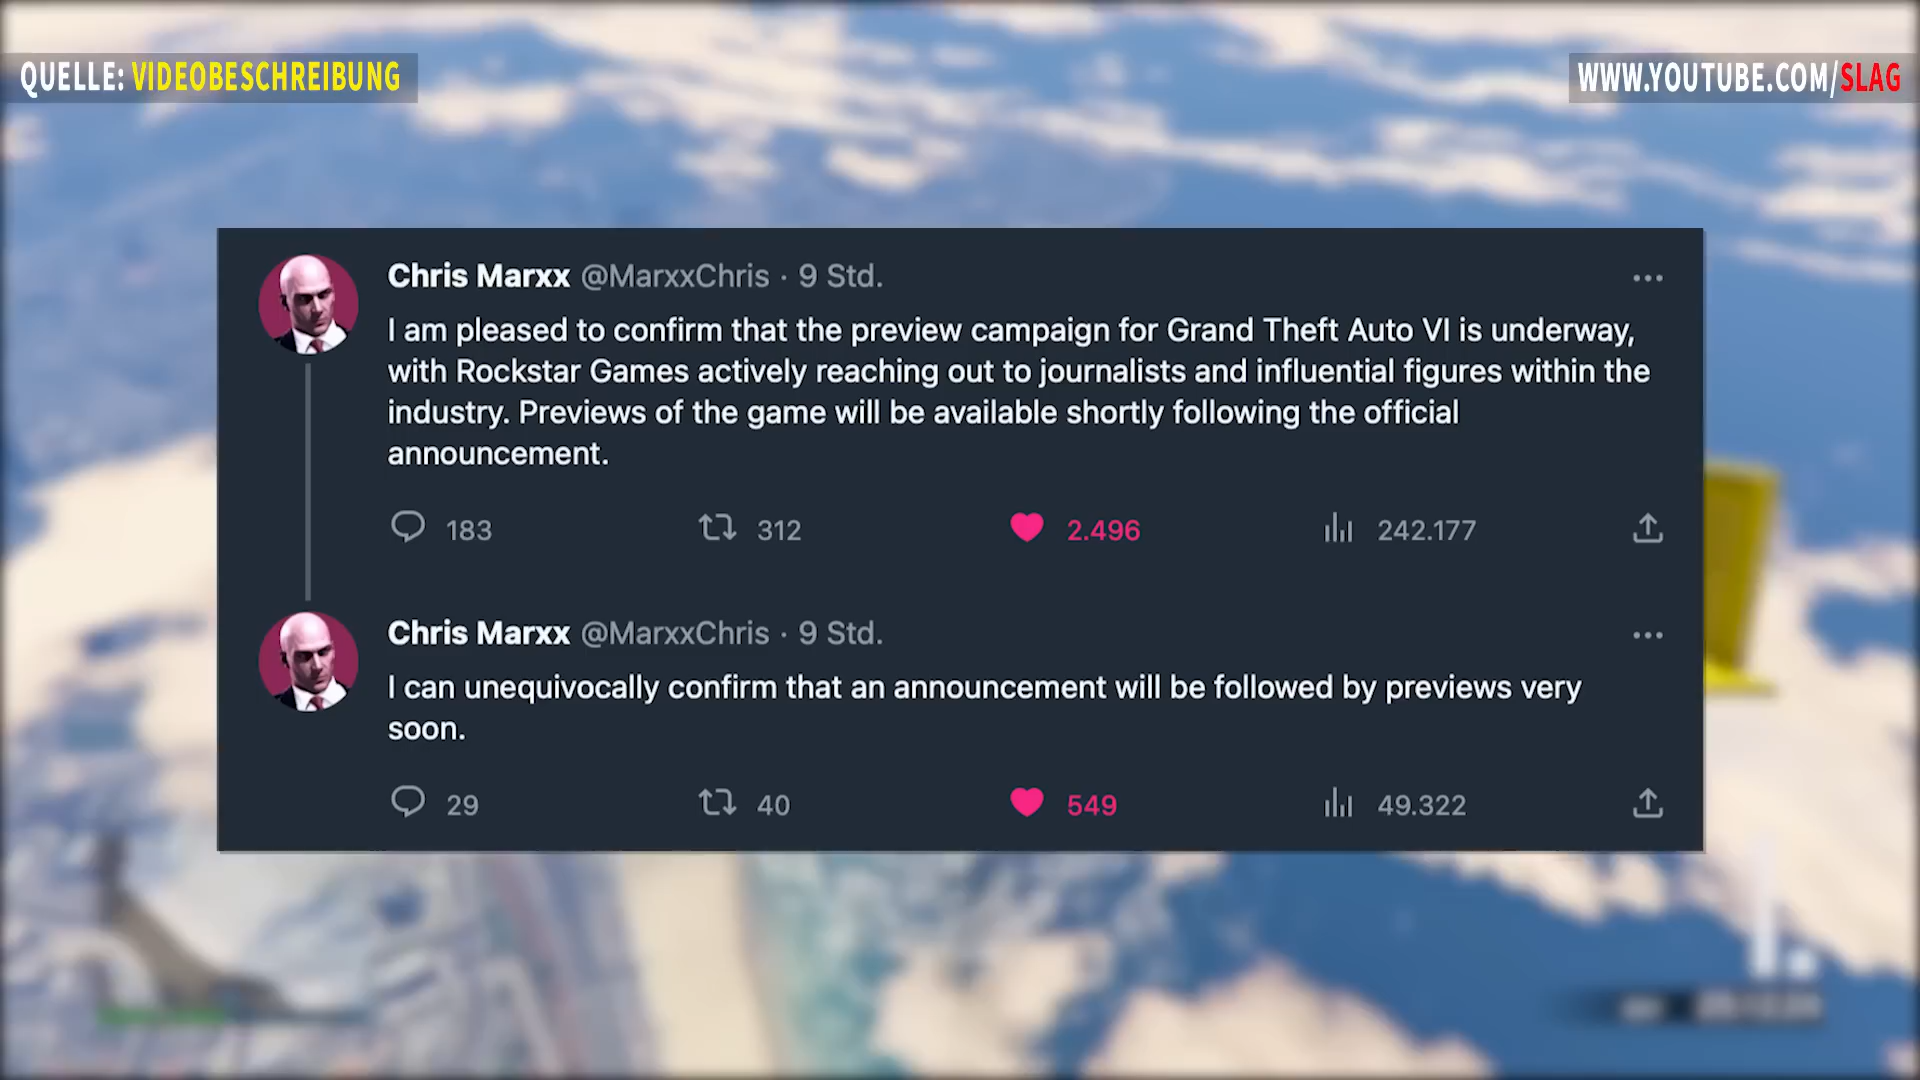 QUELLE: VIDEOBESCHREIBUNG
WWW.YOUTUBE.COM/SLAG
Chris Marxx @MarxxChris · 9 Std.
I am pleased to confirm that the preview campaign for Grand Theft Auto VI is underway,
with Rockstar Games actively reaching out to journalists and influential figures within the
industry. Previews of the game will be available shortly following the official
announcement.
183 312 2.496 242.177
Chris Marxx @MarxxChris · 9 Std.
I can unequivocally confirm that an announcement will be followed by previews very
soon.
29 40 549 49.322